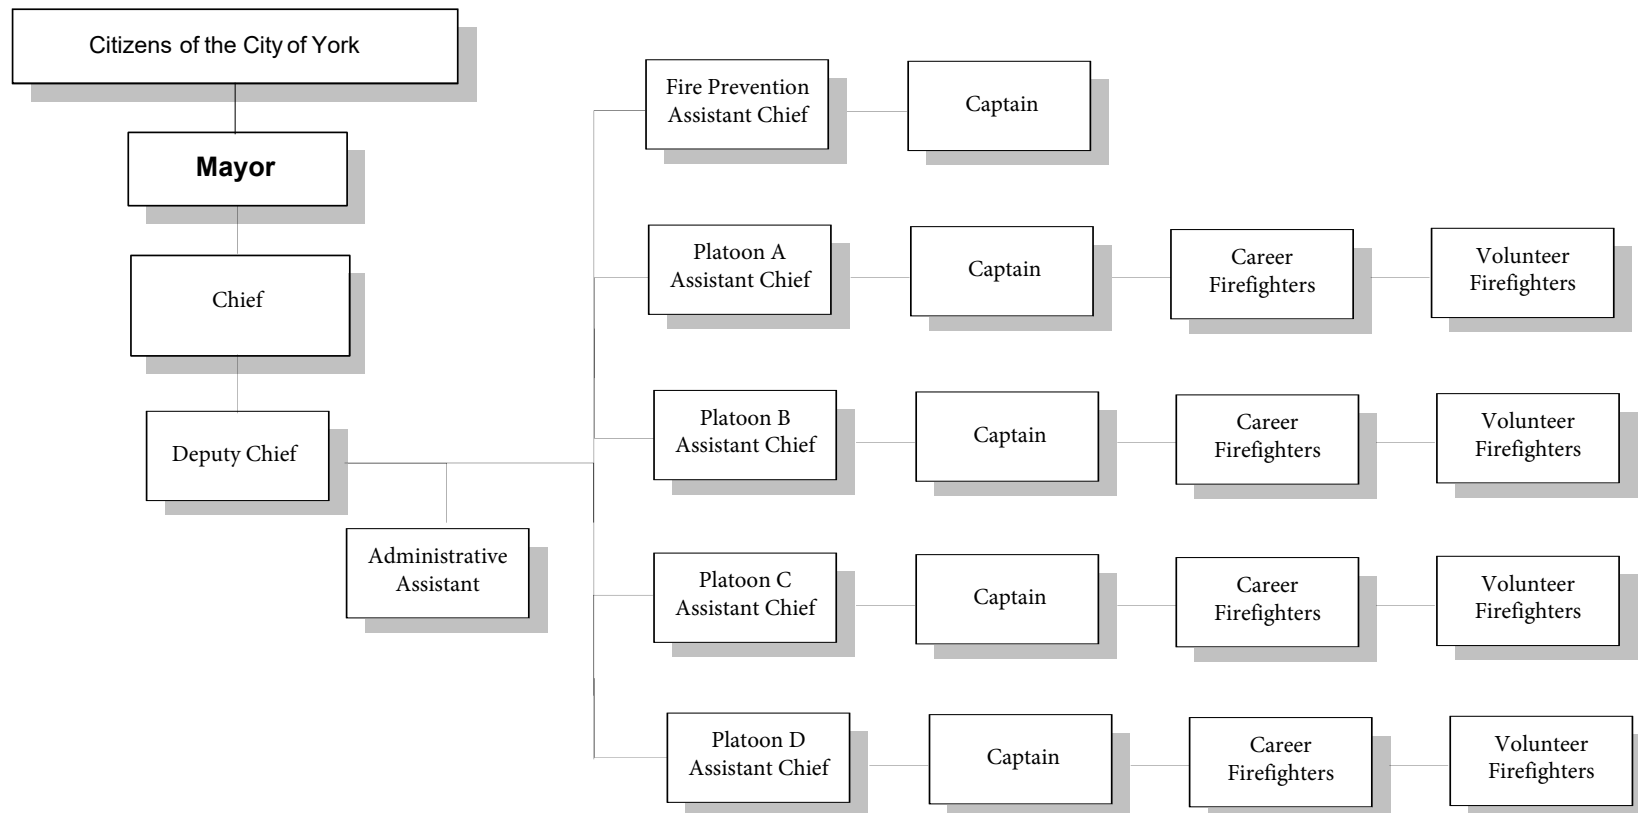 Citizens of the City of York
Mayor
Chief
Deputy Chief
Administrative
Assistant
Fire Prevention
Assistant Chief
Captain
Platoon A
Assistant Chief
Captain
Career
Firefighters
Volunteer
Firefighters
Platoon B
Assistant Chief
Captain
Career
Firefighters
Volunteer
Firefighters
Platoon C
Assistant Chief
Captain
Career
Firefighters
Volunteer
Firefighters
Platoon D
Assistant Chief
Captain
Career
Firefighters
Volunteer
Firefighters